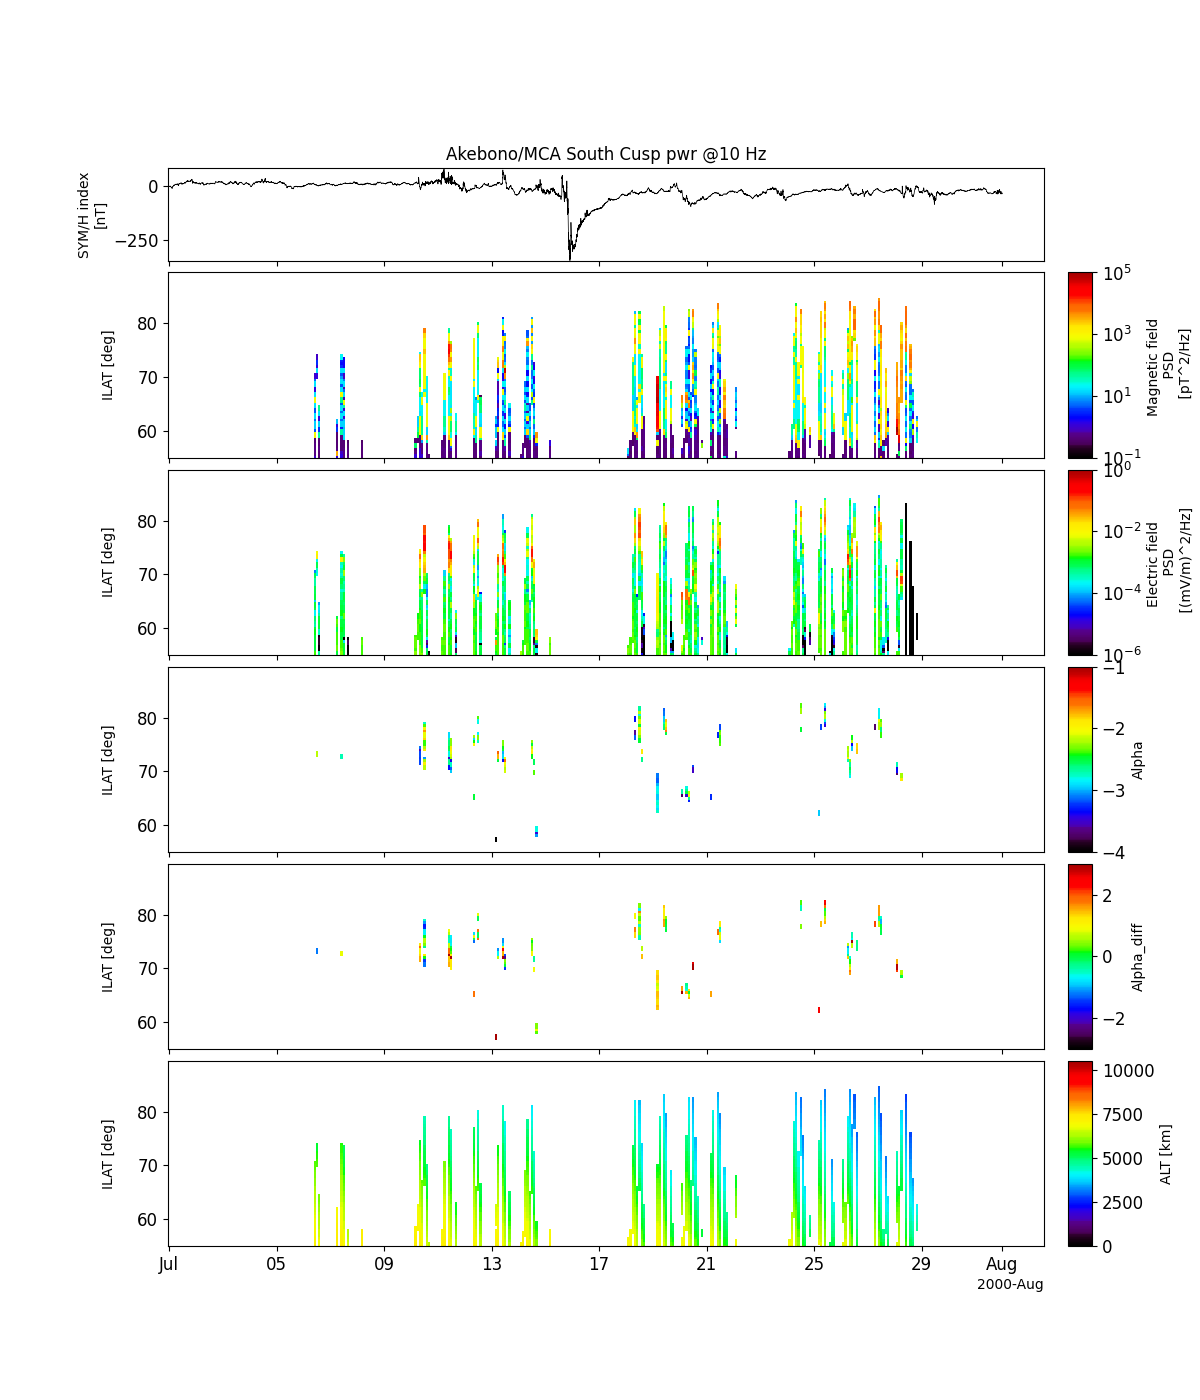 Akebono/MCA South Cusp pwr @10 Hz
SYM/H index
[nT]
0
−250
ILAT [deg]
80
70
60
10^5
10^3
10^1
10^-1
Magnetic field
PSD
[pT^2/Hz]
ILAT [deg]
80
70
60
10^0
10^-2
10^-4
10^-6
Electric field
PSD
[(mV/m)^2/Hz]
ILAT [deg]
80
70
60
−1
−2
−3
−4
Alpha
ILAT [deg]
80
70
60
2
0
−2
Alpha_diff
ILAT [deg]
80
70
60
10000
7500
5000
2500
0
ALT [km]
Jul 05 09 13 17 21 25 29 Aug
2000-Aug